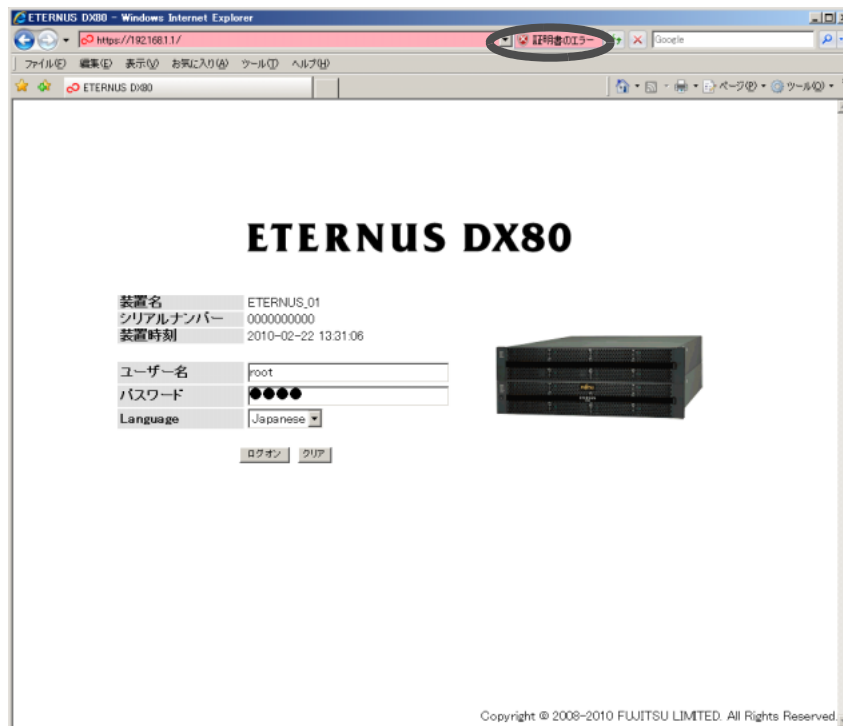 ETERNUS DX80 - Windows Internet Explorer
https://192.168.1.1/
証明書のエラー
Google
ファイル(F) 編集(E) 表示(V) お気に入り(A) ツール(T) ヘルプ(H)
ETERNUS DX80
ページ(P) ツール(O)
ETERNUS DX80
装置名 ETERNUS_01
シリアルナンバー 0000000000
装置時刻 2010-02-22 13:31:06
ユーザー名 root
パスワード ●●●●
Language Japanese
ログオン クリア
Copyright © 2008-2010 FUJITSU LIMITED. All Rights Reserved.